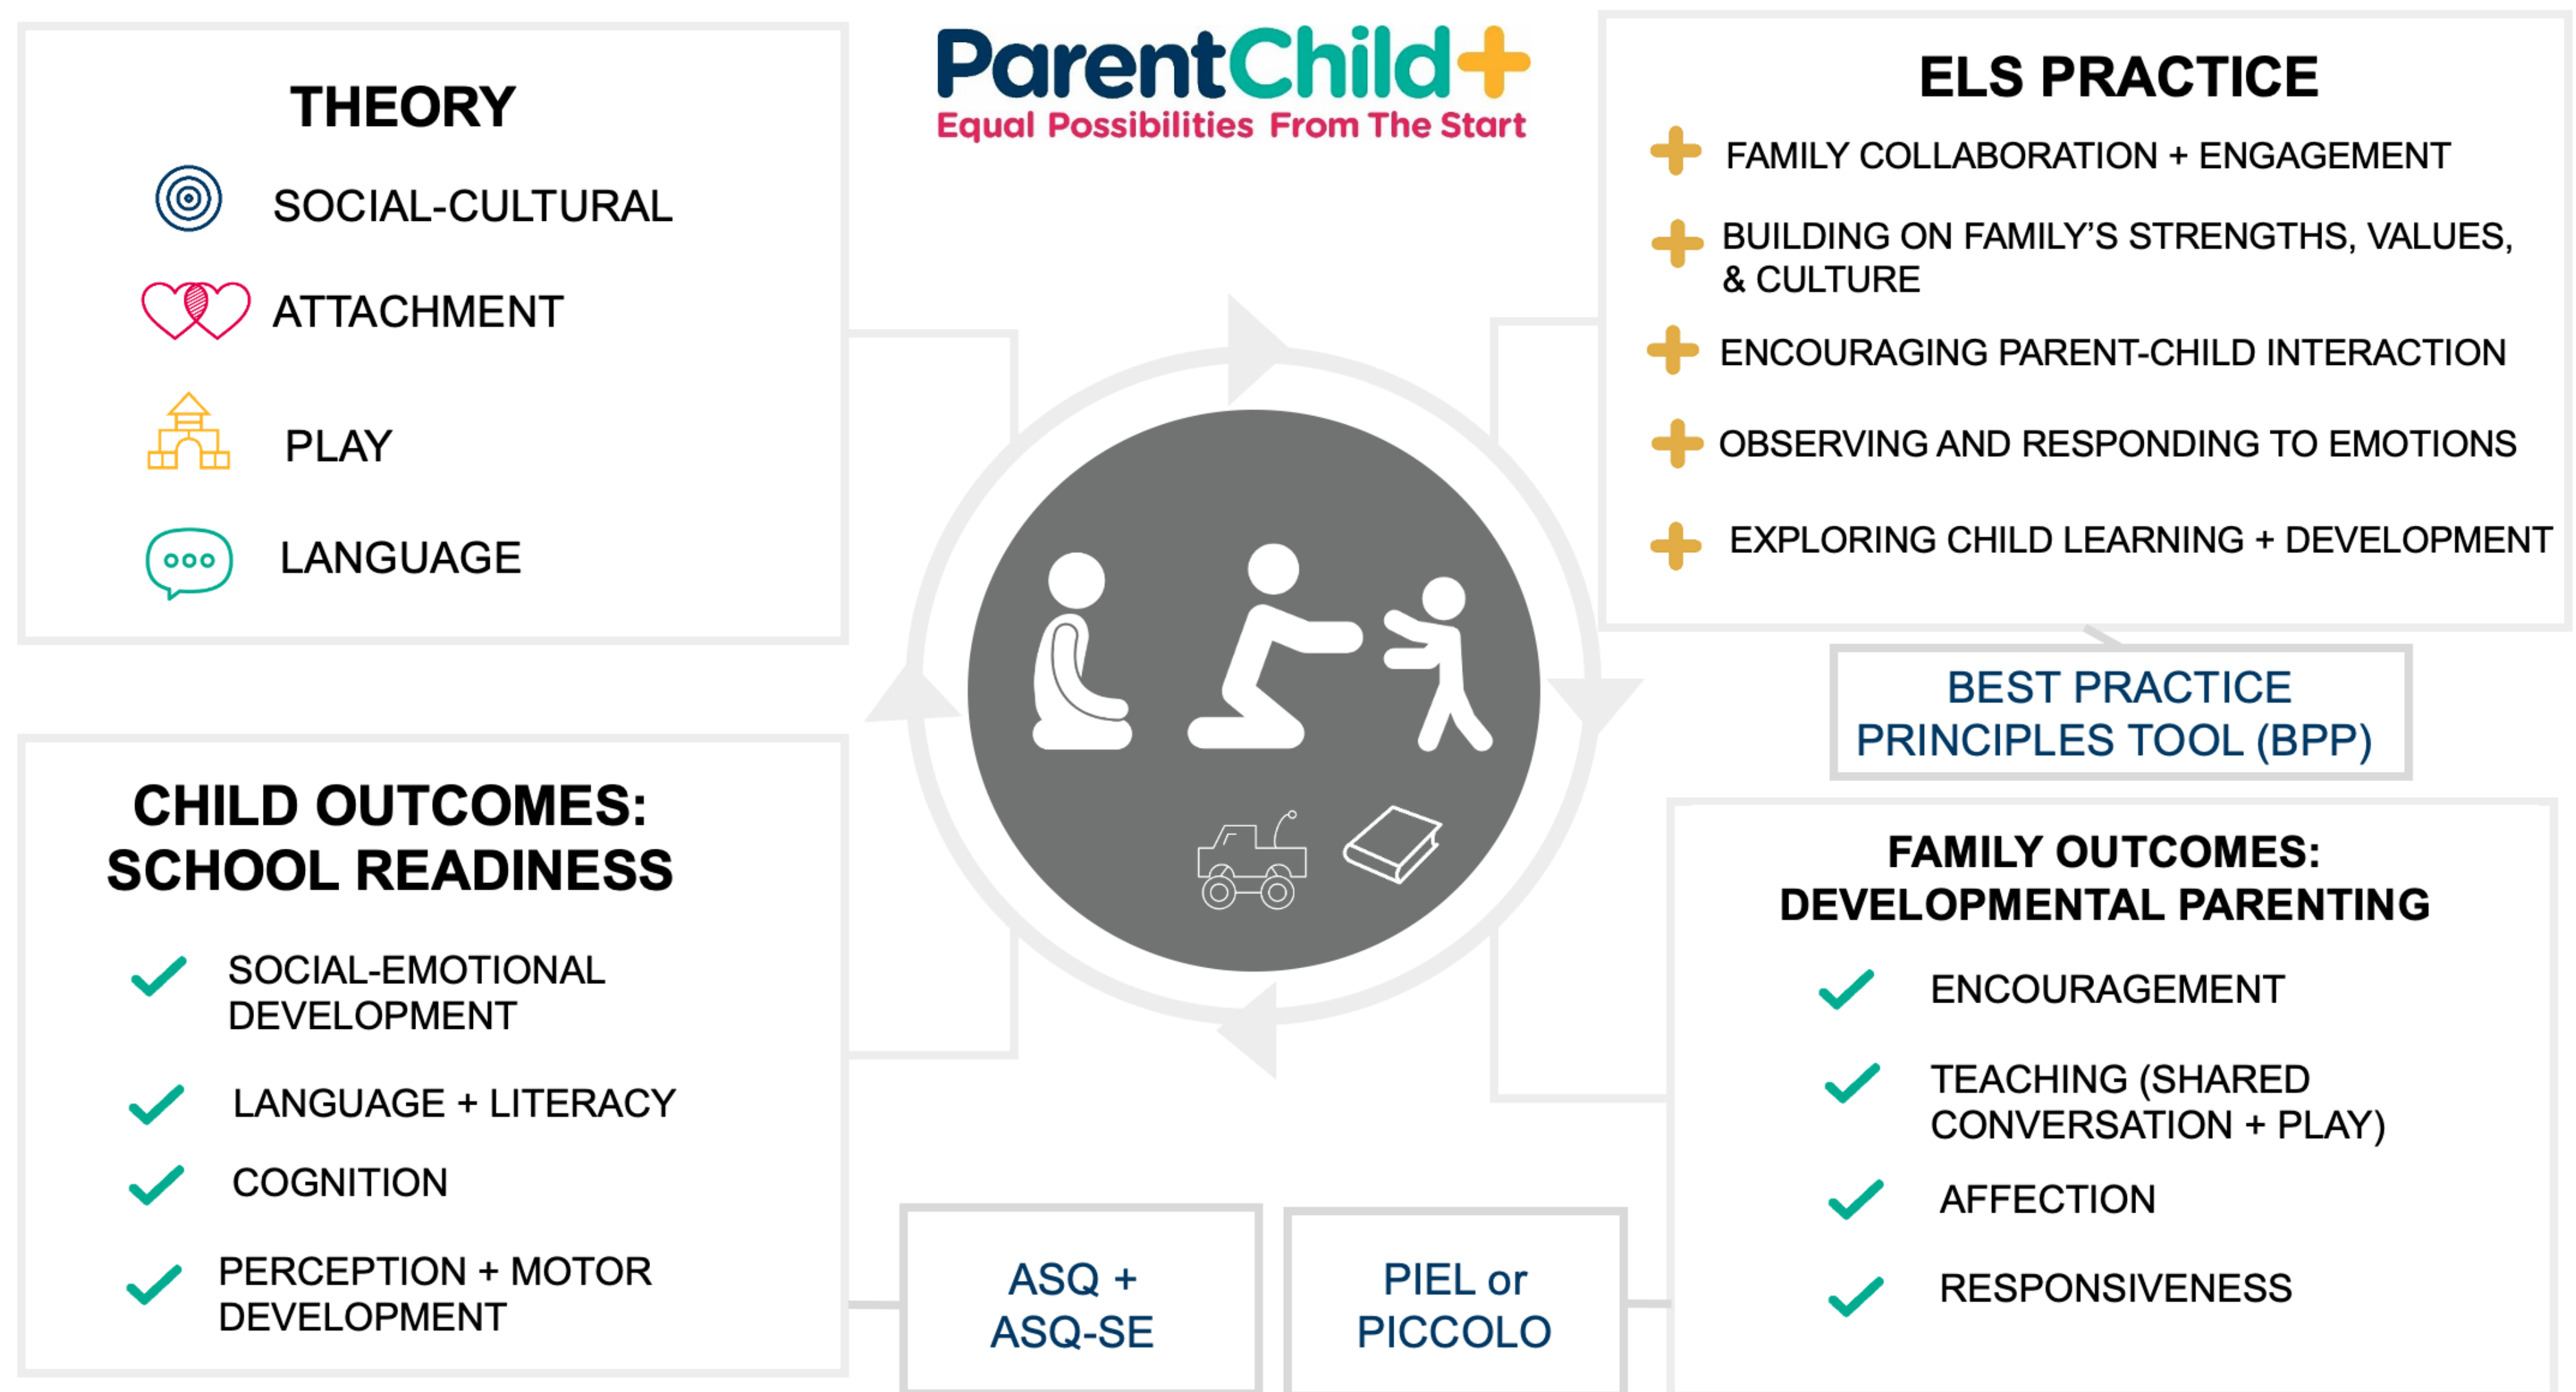 ParentChild+
Equal Possibilities From The Start
THEORY
SOCIAL-CULTURAL
ATTACHMENT
PLAY
LANGUAGE
ELS PRACTICE
FAMILY COLLABORATION + ENGAGEMENT
BUILDING ON FAMILY’S STRENGTHS, VALUES,
& CULTURE
ENCOURAGING PARENT-CHILD INTERACTION
OBSERVING AND RESPONDING TO EMOTIONS
EXPLORING CHILD LEARNING + DEVELOPMENT
BEST PRACTICE
PRINCIPLES TOOL (BPP)
CHILD OUTCOMES:
SCHOOL READINESS
SOCIAL-EMOTIONAL
DEVELOPMENT
LANGUAGE + LITERACY
COGNITION
PERCEPTION + MOTOR
DEVELOPMENT
ASQ +
ASQ-SE
PIEL or
PICCOLO
FAMILY OUTCOMES:
DEVELOPMENTAL PARENTING
ENCOURAGEMENT
TEACHING (SHARED
CONVERSATION + PLAY)
AFFECTION
RESPONSIVENESS